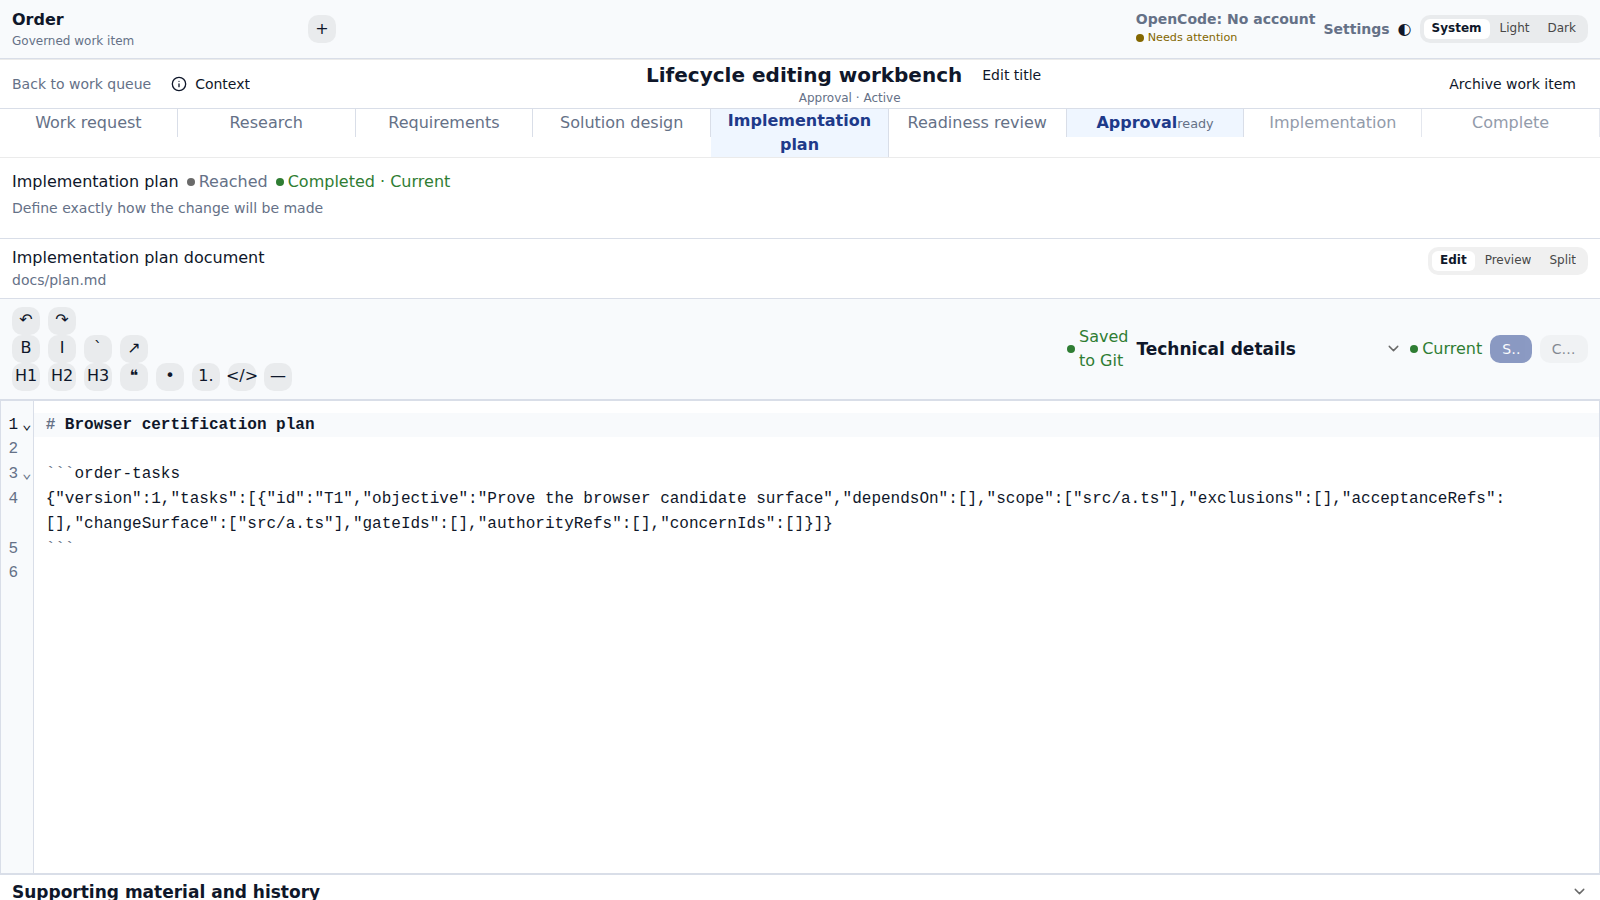 Order
Governed work item
+
OpenCode: No account
Needs attention
Settings
System Light Dark
Back to work queue
Context
Lifecycle editing workbench
Edit title
Approval · Active
Archive work item
Work request
Research
Requirements
Solution design
Implementation
plan
Readiness review
Approval ready
Implementation
Complete
Implementation plan Reached Completed · Current
Define exactly how the change will be made
Implementation plan document
docs/plan.md
Edit Preview Split
↶ ↷
B I ` ↗
H1 H2 H3 ❝ • 1. </> —
Saved
to Git
Technical details
Current
S..
C...
1 # Browser certification plan
2
3 ```order-tasks
4 {"version":1,"tasks":[{"id":"T1","objective":"Prove the browser candidate surface","dependsOn":[],"scope":["src/a.ts"],"exclusions":[],"acceptanceRefs":
[],"changeSurface":["src/a.ts"],"gateIds":[],"authorityRefs":[],"concernIds":[]}]}
5 ```
6
Supporting material and history